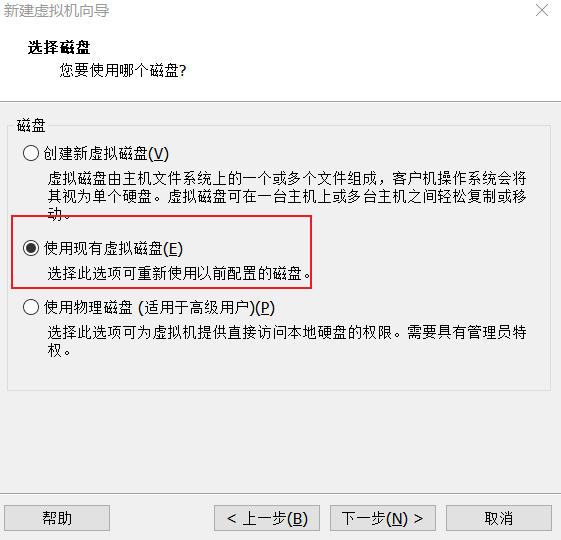 新建虚拟机向导
选择磁盘
您要使用哪个磁盘?
磁盘
创建新虚拟磁盘(V)
虚拟磁盘由主机文件系统上的一个或多个文件组成，客户机操作系统会将
其视为单个硬盘。虚拟磁盘可在一台主机上或多台主机之间轻松复制或移
动。
使用现有虚拟磁盘(E)
选择此选项可重新使用以前配置的磁盘。
使用物理磁盘 (适用于高级用户)(P)
选择此选项可为虚拟机提供直接访问本地硬盘的权限。需要具有管理员特
权。
帮助
< 上一步(B)
下一步(N) >
取消